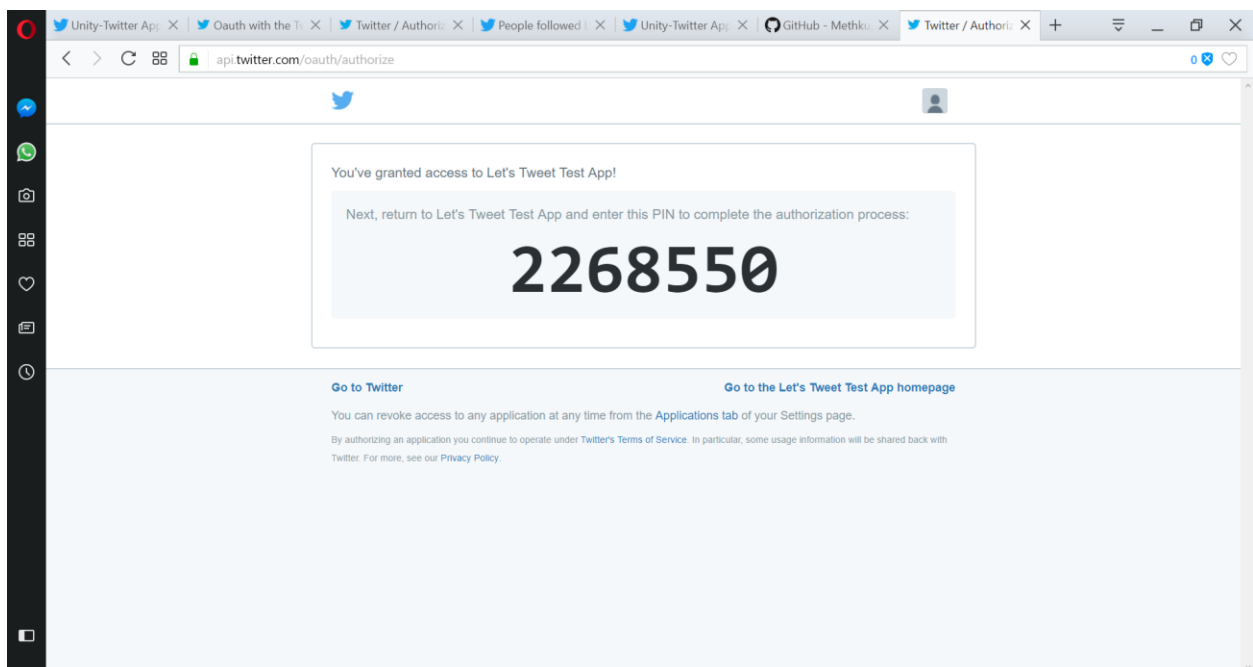 Unity-Twitter App
Oauth with the Tw
Twitter / Authoriz
People followed
Unity-Twitter App
GitHub - Methku
Twitter / Authoriz
api.twitter.com/oauth/authorize
0
You've granted access to Let's Tweet Test App!
Next, return to Let's Tweet Test App and enter this PIN to complete the authorization process:
2268550
Go to Twitter
Go to the Let's Tweet Test App homepage
You can revoke access to any application at any time from the Applications tab of your Settings page.
By authorizing an application you continue to operate under Twitter's Terms of Service. In particular, some usage information will be shared back with
Twitter. For more, see our Privacy Policy.